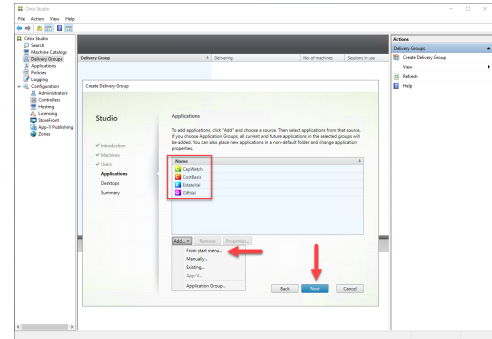 Citrix Studio
File Action View Help
Citrix Studio
Search
Machine Catalogs
Delivery Groups
Applications
Policies
Logging
Configuration
Administrators
Controllers
Hosting
Licensing
StoreFront
App-V Publishing
Zones
Delivery Group
Delivering
No. of machines
Sessions in use
Actions
Delivery Groups
Create Delivery Group
View
Refresh
Help
Create Delivery Group
Studio
Introduction
Machines
Users
Applications
Desktops
Summary
Applications
To add applications, click "Add" and choose a source. Then select applications from that source.
If you choose Application Groups, all current and future applications in the selected groups will
be added. You can also place new applications in a non-default folder and change application
properties.
Name
CapWatch
CostBasis
EstateVal
GiftVal
Add... Remove Properties...
From start menu...
Manually...
Existing...
App-V...
Application Group...
Back Next Cancel